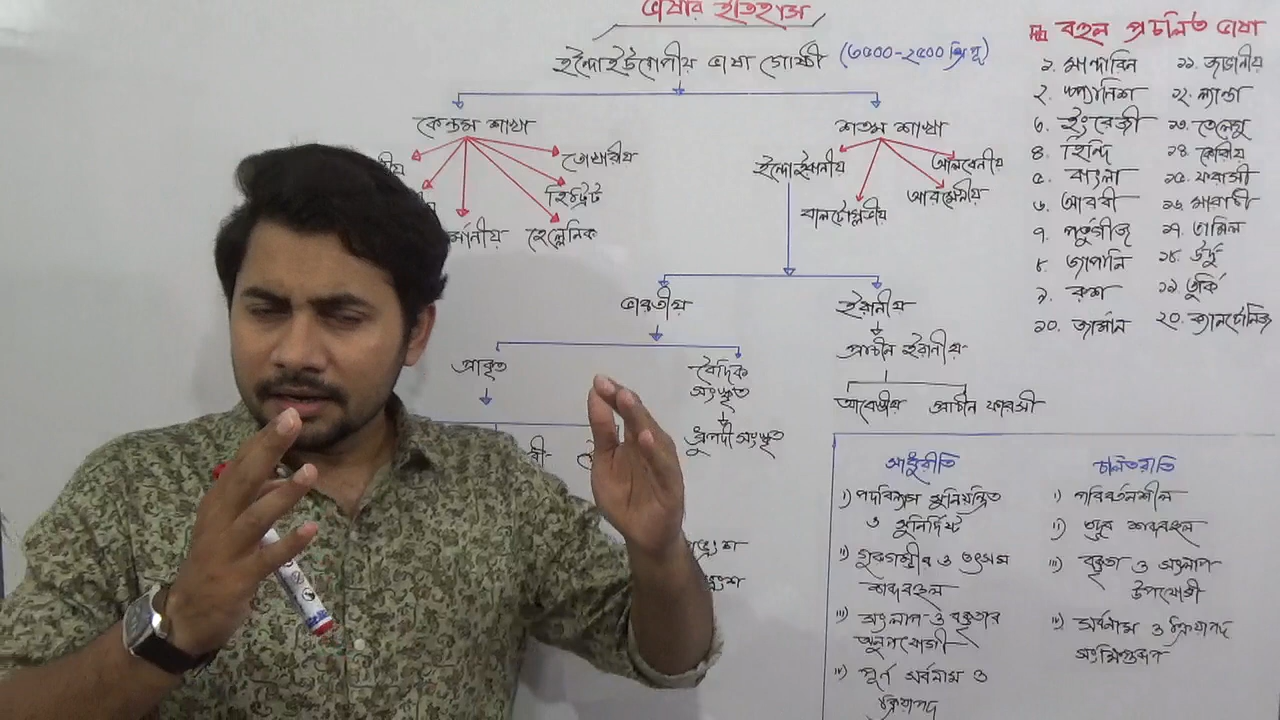 ভাষার ইতিহাস
ইন্দোইউরোপীয় ভাষা গোষ্ঠী (৩৫০০-২৫০০ খ্রি পূ)
কেন্তুম শাখা
শতম শাখা
ীয়
তোখারীয়
হিট্টাইট
হেলেনিক
র্মানীয়
ইন্দোইরানীয়
আলবেনীয়
আরমেনীয়
বালটোস্লাভীয়
ভারতীয়
ইরানীয়
প্রাকৃত
বৈদিক
সংস্কৃত
ধ্রুপদী সংস্কৃত
প্রাচীন ইরানীয়
আবেস্তীয় প্রাচীন ফারসী
বহুল প্রচলিত ভাষা
১. মান্দারিন
২. স্প্যানিশ
৩. ইংরেজী
৪. হিন্দি
৫. বাংলা
৬. আরবী
৭. পর্তুগীজ
৮. জাপানি
৯. রুশ
১০. জার্মান
১১. জাভানীয়
১২. ল্যান্ডা
১৩. তেলেগু
১৪. কোরীয়
১৫. ফরাসী
১৬. মারাঠী
১৭. তামিল
১৮. উর্দু
১৯. তুর্কি
২০. ক্যানটোনিজ
সাধুরীতি
i) পদবিন্যাস সুনিয়ন্ত্রিত
ও সুনির্দিষ্ট
ii) গুরুগম্ভীর ও তৎসম
শব্দবহুল
iii) সংলাপ ও বক্তৃতার
অনুপযোগী
iv) পূর্ন সর্বনাম ও
ক্রিয়াপদ
চলিতরীতি
i) পরিবর্তনশীল
ii) তদ্ভব শব্দবহুল
iii) বক্তৃতা ও সংলাপ
উপযোগী
iv) সর্বনাম ও ক্রিয়াপদ
সংক্ষিপ্তরূপ